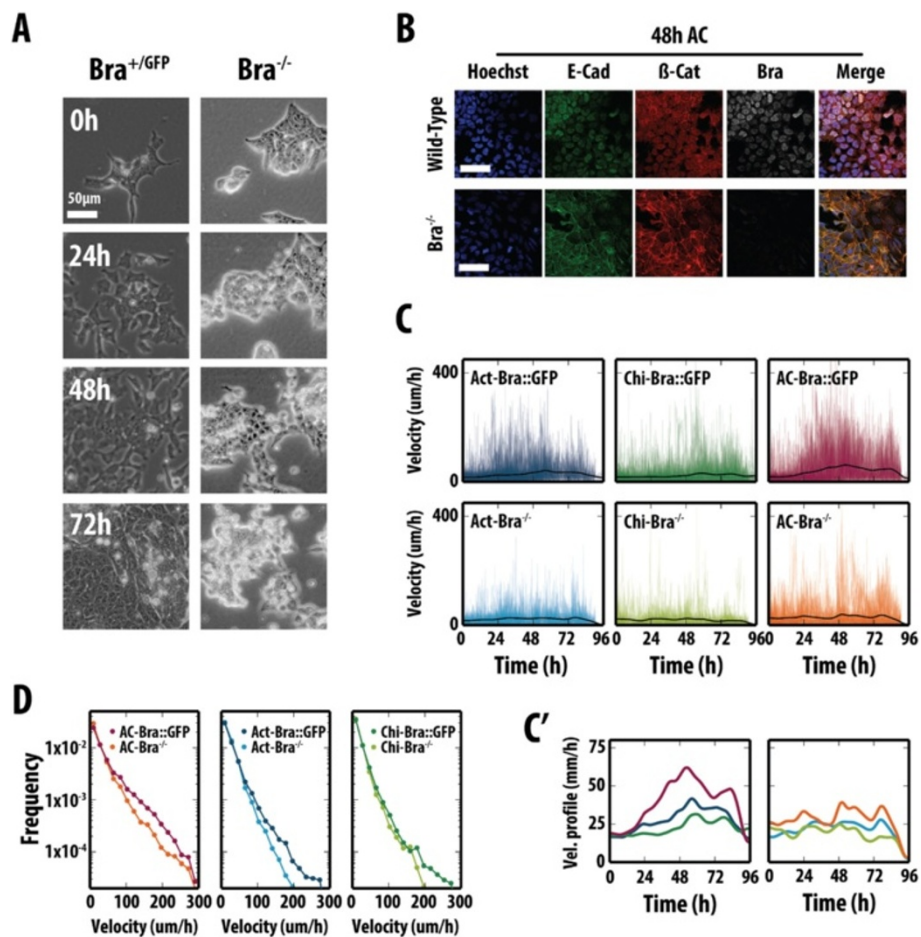 A
Bra+/GFP
Bra-/-
0h
50µm
24h
48h
72h
B
48h AC
Hoechst E-Cad ß-Cat Bra Merge
Wild-Type
Bra-/-
C
Velocity (um/h)
400
0
Act-Bra::GFP
Chi-Bra::GFP
AC-Bra::GFP
Velocity (um/h)
400
0
Act-Bra-/-
Chi-Bra-/-
AC-Bra-/-
0 24 48 72 960 24 48 72 960 24 48 72 96
Time (h) Time (h) Time (h)
D
Frequency
1x10-2
1x10-3
1x10-4
AC-Bra::GFP
AC-Bra-/-
Act-Bra::GFP
Act-Bra-/-
Chi-Bra::GFP
Chi-Bra-/-
0 100 200 300 0 100 200 300 0 100 200 300
Velocity (um/h) Velocity (um/h) Velocity (um/h)
C’
Vel. profile (mm/h)
75
50
25
0
0 24 48 72 96 0 24 48 72 96
Time (h) Time (h)